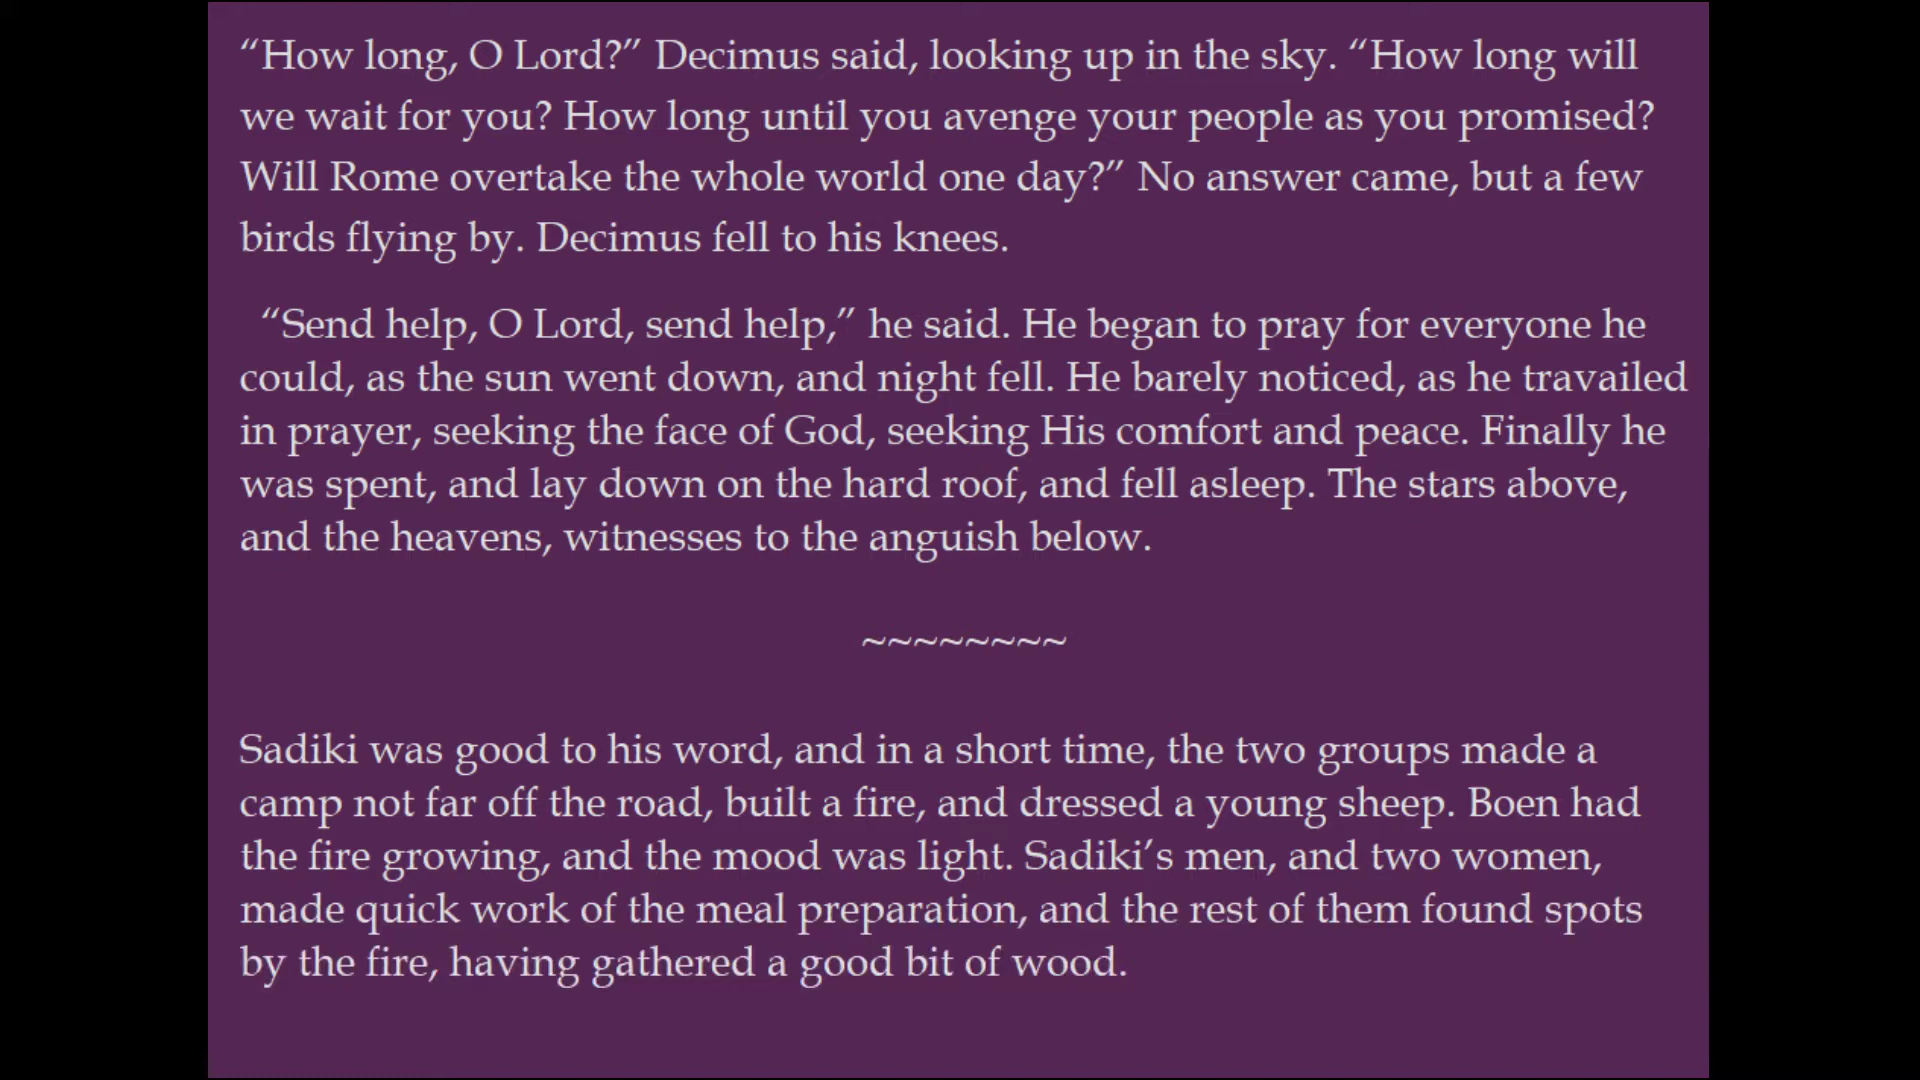 “How long, O Lord?” Decimus said, looking up in the sky. “How long will
we wait for you? How long until you avenge your people as you promised?
Will Rome overtake the whole world one day?” No answer came, but a few
birds flying by. Decimus fell to his knees.
“Send help, O Lord, send help,” he said. He began to pray for everyone he
could, as the sun went down, and night fell. He barely noticed, as he travailed
in prayer, seeking the face of God, seeking His comfort and peace. Finally he
was spent, and lay down on the hard roof, and fell asleep. The stars above,
and the heavens, witnesses to the anguish below.
~~~~~~~~
Sadiki was good to his word, and in a short time, the two groups made a
camp not far off the road, built a fire, and dressed a young sheep. Boen had
the fire growing, and the mood was light. Sadiki’s men, and two women,
made quick work of the meal preparation, and the rest of them found spots
by the fire, having gathered a good bit of wood.